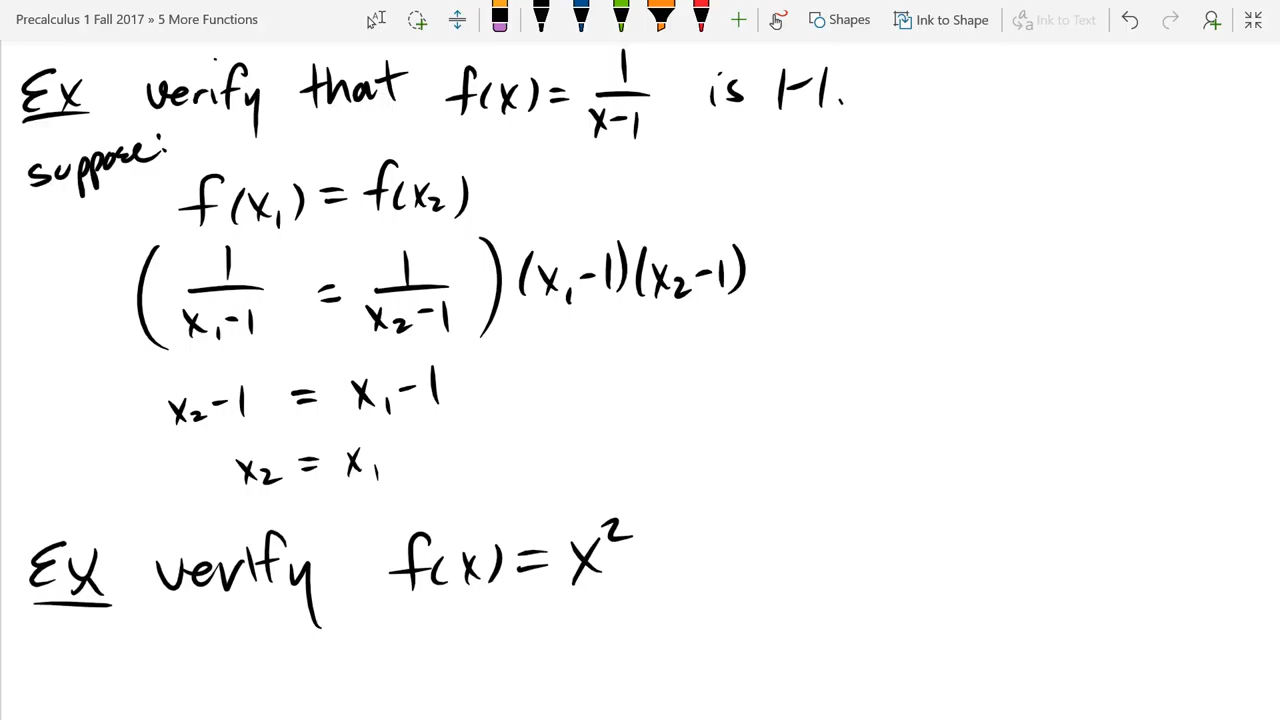 Precalculus 1 Fall 2017 » 5 More Functions Shapes Ink to Shape Ink to Text
Ex verify that f(x) = 1/(x-1) is 1-1.
suppose:
f(x₁) = f(x₂)
( 1/(x₁-1) = 1/(x₂-1) ) (x₁-1)(x₂-1)
x₂-1 = x₁-1
x₂ = x₁
Ex verify f(x) = x²